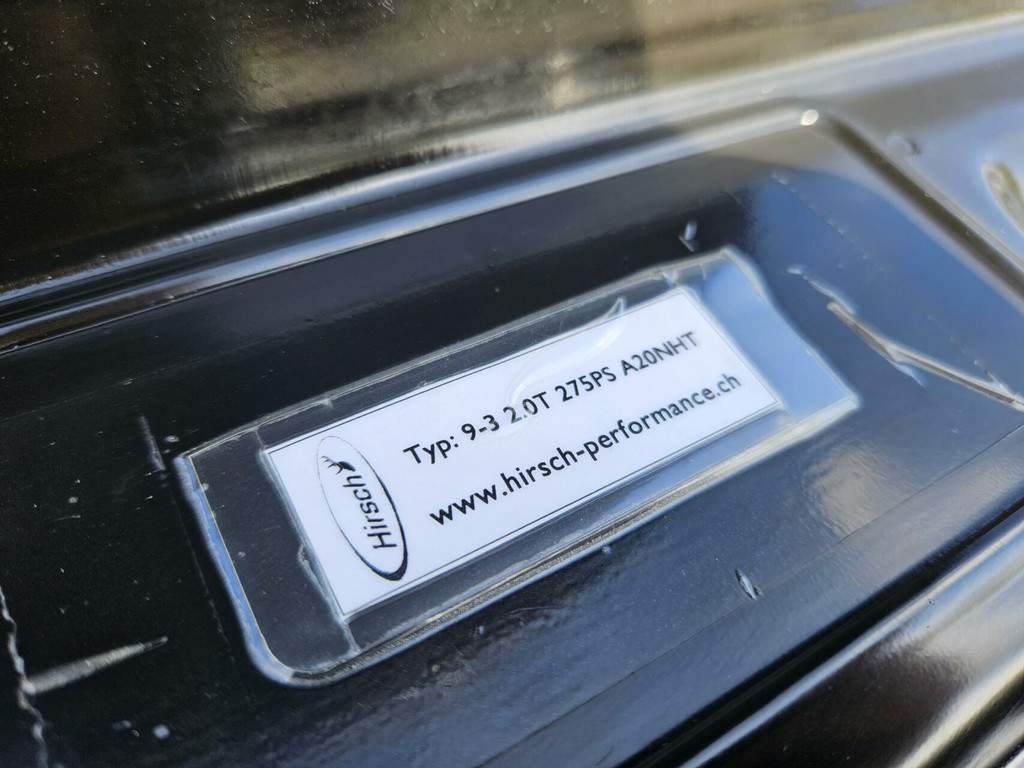 Hirsch
Typ: 9-3 2.0T 275PS A20NHT
www.hirsch-performance.ch